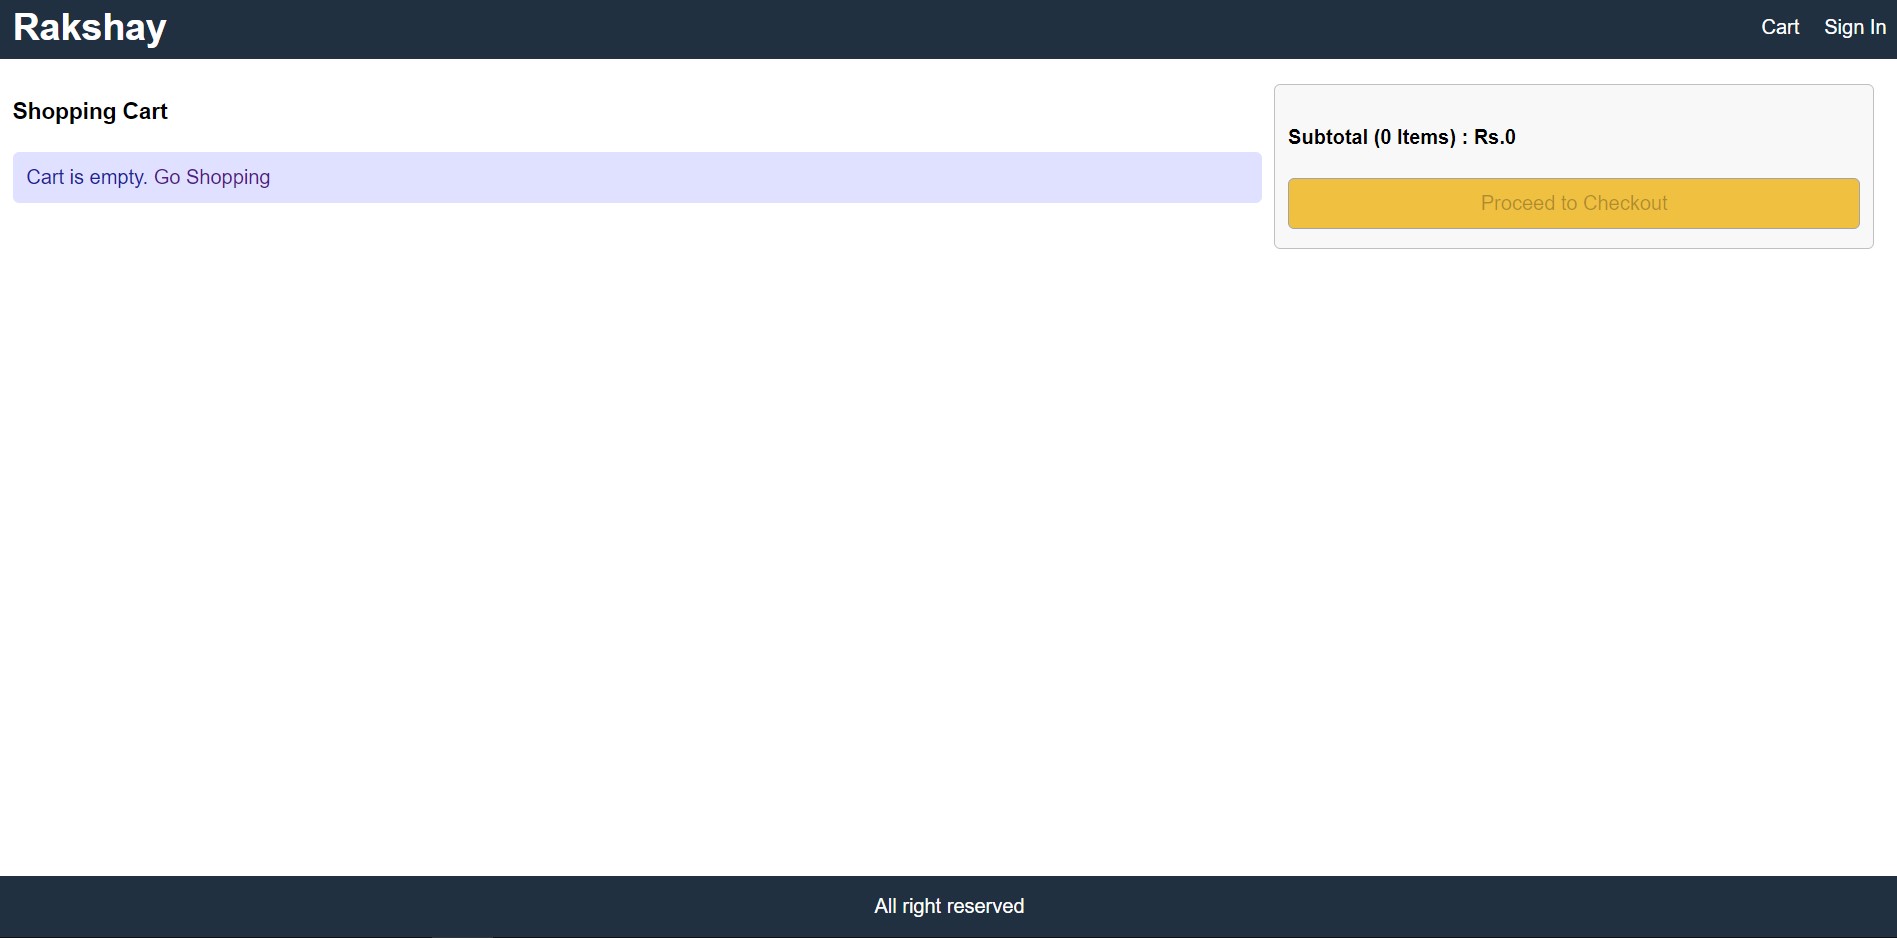 Rakshay
Cart Sign In
Shopping Cart
Cart is empty. Go Shopping
Subtotal (0 Items) : Rs.0
Proceed to Checkout
All right reserved